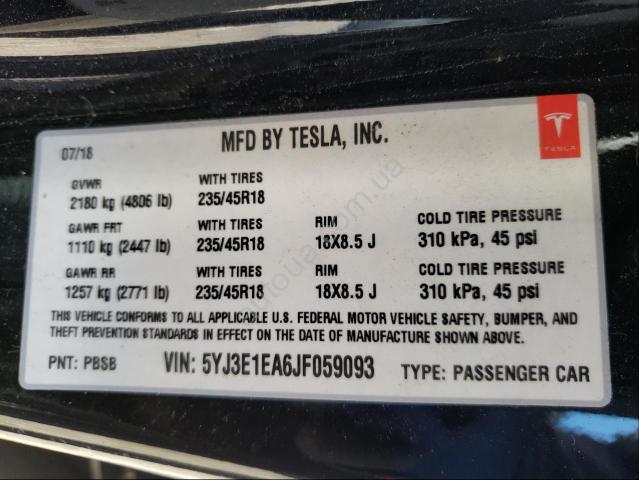 MFD BY TESLA, INC.
TESLA
07/18
GVWR WITH TIRES
2180 kg (4806 lb) 235/45R18
GAWR FRT WITH TIRES RIM COLD TIRE PRESSURE
1110 kg (2447 lb) 235/45R18 18X8.5 J 310 kPa, 45 psi
GAWR RR WITH TIRES RIM COLD TIRE PRESSURE
1257 kg (2771 lb) 235/45R18 18X8.5 J 310 kPa, 45 psi
THIS VEHICLE CONFORMS TO ALL APPLICABLE U.S. FEDERAL MOTOR VEHICLE SAFETY, BUMPER, AND
THEFT PREVENTION STANDARDS IN EFFECT ON THE DATE OF MANUFACTURE SHOWN ABOVE.
PNT: PBSB VIN: 5YJ3E1EA6JF059093 TYPE: PASSENGER CAR